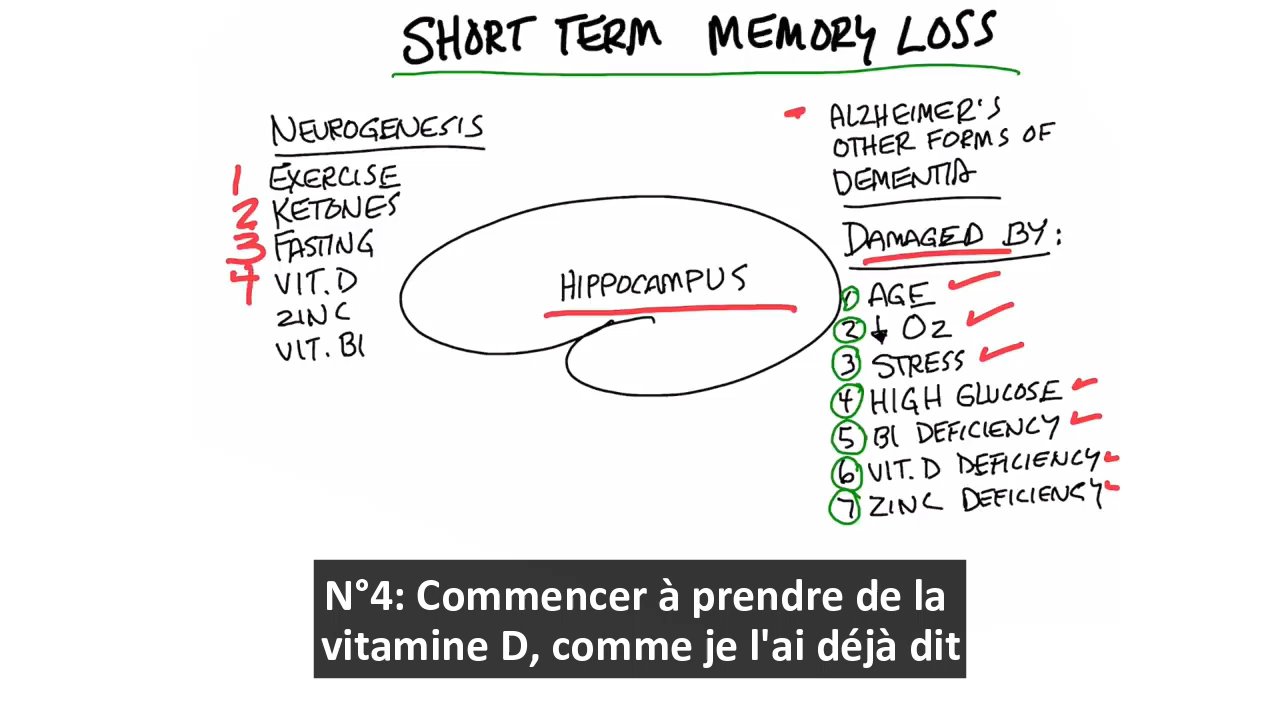 SHORT TERM MEMORY LOSS
NEUROGENESIS
1 EXERCISE
2 KETONES
3 FASTING
4 VIT. D
ZINC
VIT. B1
HIPPOCAMPUS
- ALZHEIMER'S
OTHER FORMS OF
DEMENTIA
DAMAGED BY:
1 AGE ✓
2 ↓ O2 ✓
3 STRESS ✓
4 HIGH GLUCOSE ✓
5 B1 DEFICIENCY ✓
6 VIT. D DEFICIENCY ✓
7 ZINC DEFICIENCY ✓
N°4: Commencer à prendre de la
vitamine D, comme je l'ai déjà dit